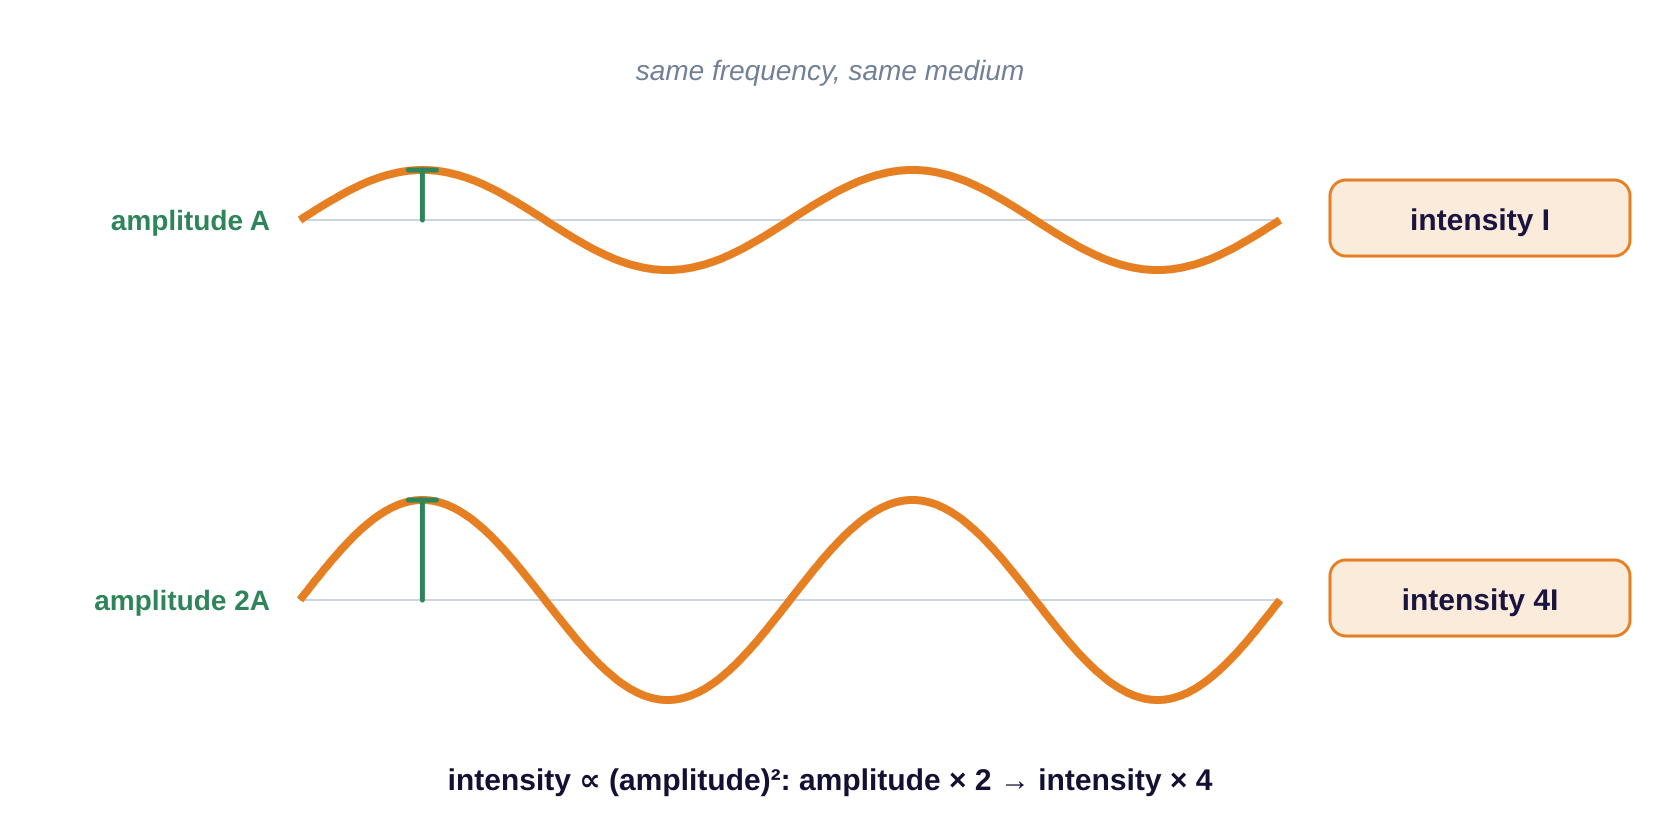 same frequency, same medium
amplitude A
intensity I
amplitude 2A
intensity 4I
intensity ∝ (amplitude)²: amplitude × 2 → intensity × 4